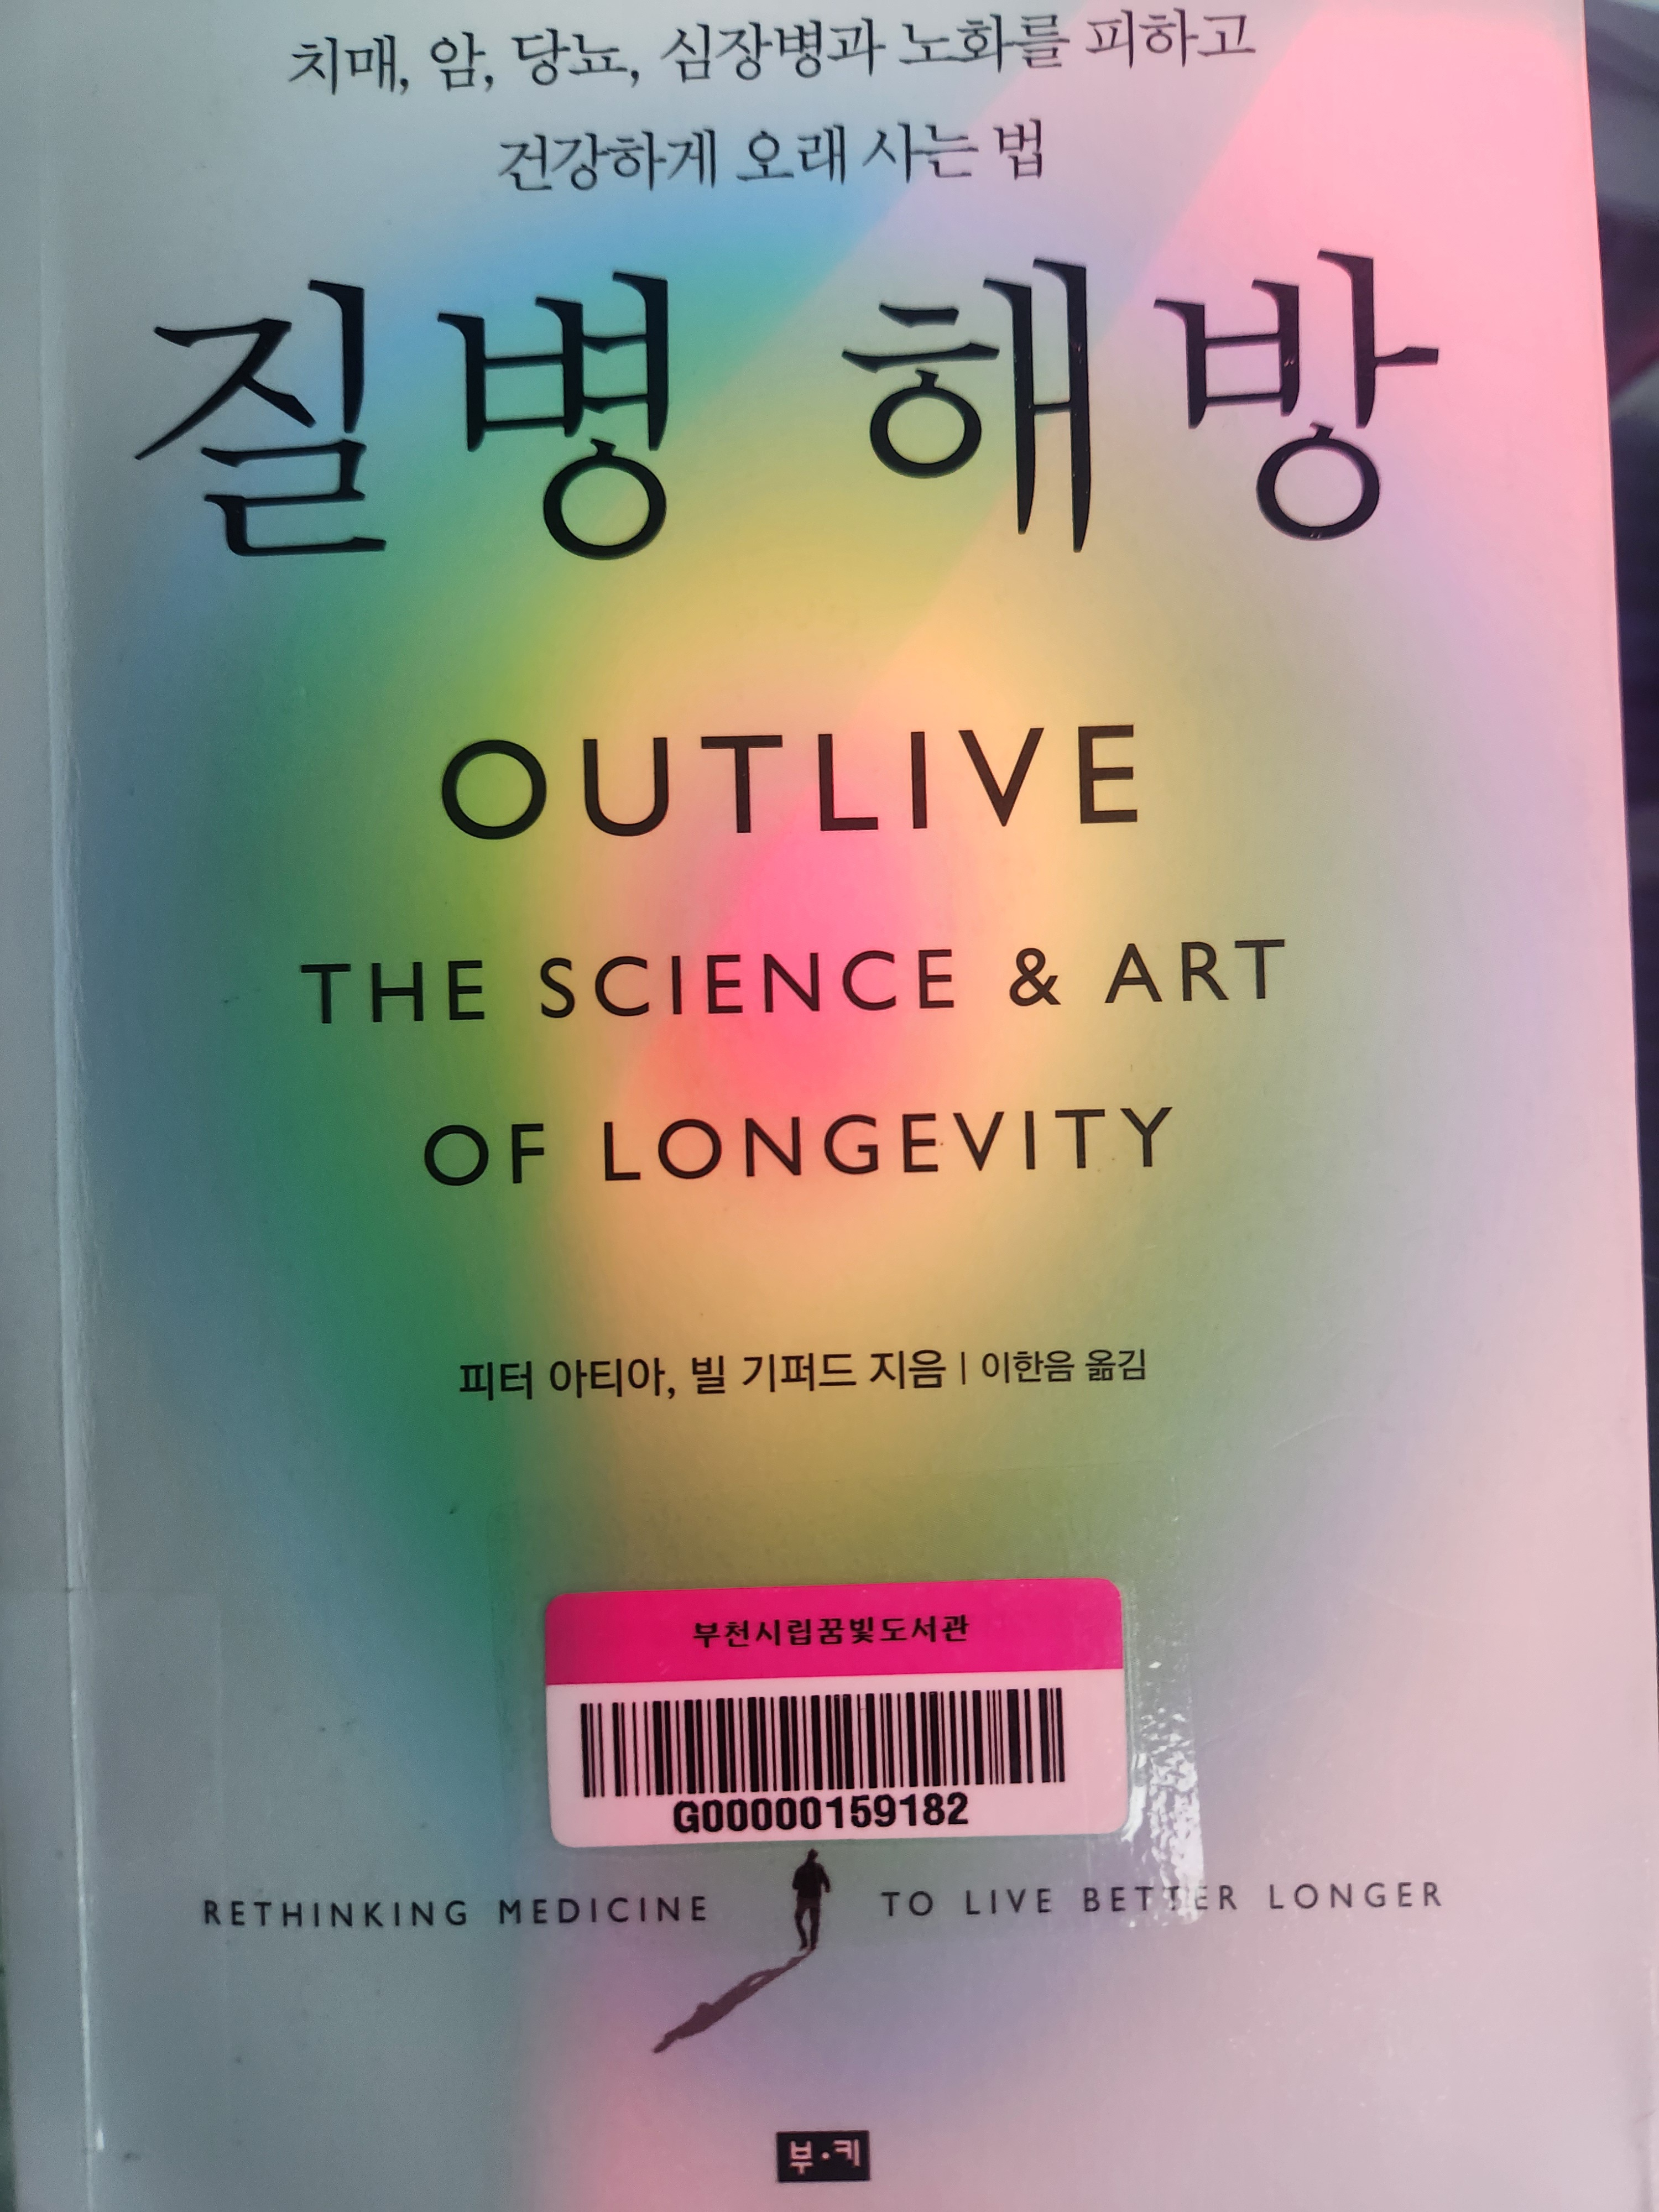 치매, 암, 당뇨, 심장병과 노화를 피하고
건강하게 오래 사는 법
질병 해방
OUTLIVE
THE SCIENCE & ART
OF LONGEVITY
피터 아티아, 빌 기퍼드 지음 | 이한음 옮김
부천시립꿈빛도서관
G00000159182
RETHINKING MEDICINE TO LIVE BETTER LONGER
부·키